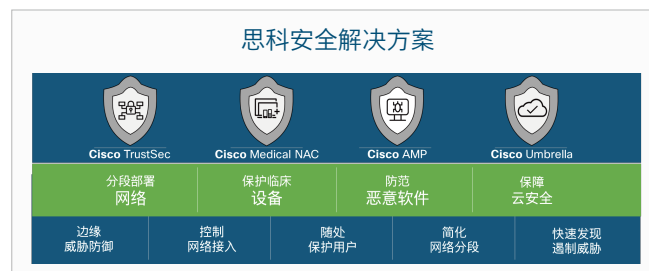 思科安全解决方案
Cisco TrustSec
Cisco Medical NAC
Cisco AMP
Cisco Umbrella
分段部署
网络
保护临床
设备
防范
恶意软件
保障
云安全
边缘
威胁防御
控制
网络接入
随处
保护用户
简化
网络分段
快速发现
遏制威胁